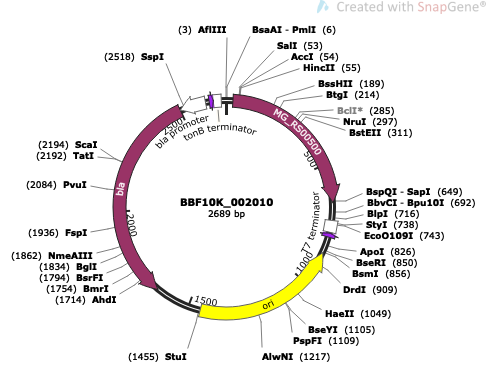 Created with SnapGene®
(3) AflIII
BsaAI - PmlI (6)
SalI (53)
AccI (54)
HincII (55)
(2518) SspI
BssHII (189)
BtgI (214)
BclI* (285)
NruI (297)
BstEII (311)
bla promoter
tonB terminator
MG_RS00500
2500
500
(2194) ScaI
(2192) TatI
(2084) PvuI
bla
BBF10K_002010
2689 bp
BspQI - SapI (649)
BbvCI - Bpu10I (692)
BlpI (716)
StyI (738)
EcoO109I (743)
T7 terminator
2000
(1936) FspI
(1862) NmeAIII
(1834) BglI
(1794) BsrFI
(1754) BmrI
(1714) AhdI
ApoI (826)
BseRI (850)
BsmI (856)
DrdI (909)
1000
1500
ori
HaeII (1049)
BseYI (1105)
PspFI (1109)
(1455) StuI
AlwNI (1217)